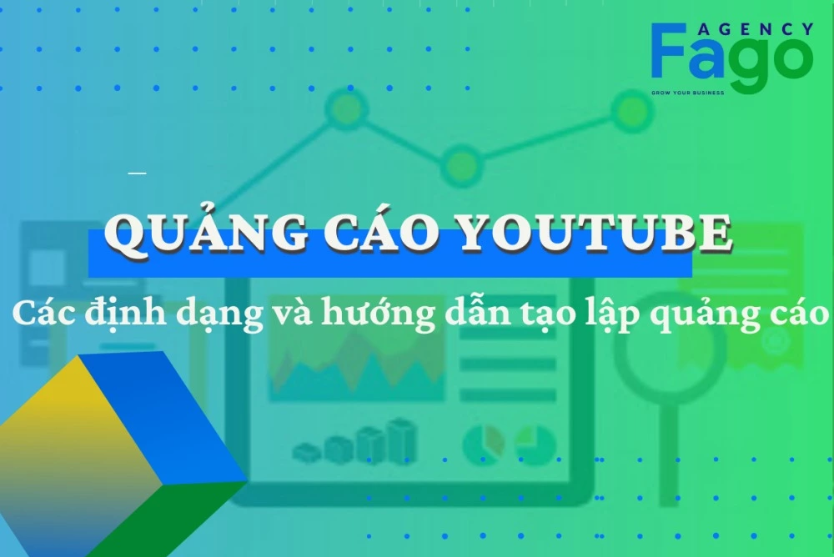 AGENCY
Fago
GROW YOUR BUSINESS
QUẢNG CÁO YOUTUBE
Các định dạng và hướng dẫn tạo lập quảng cáo